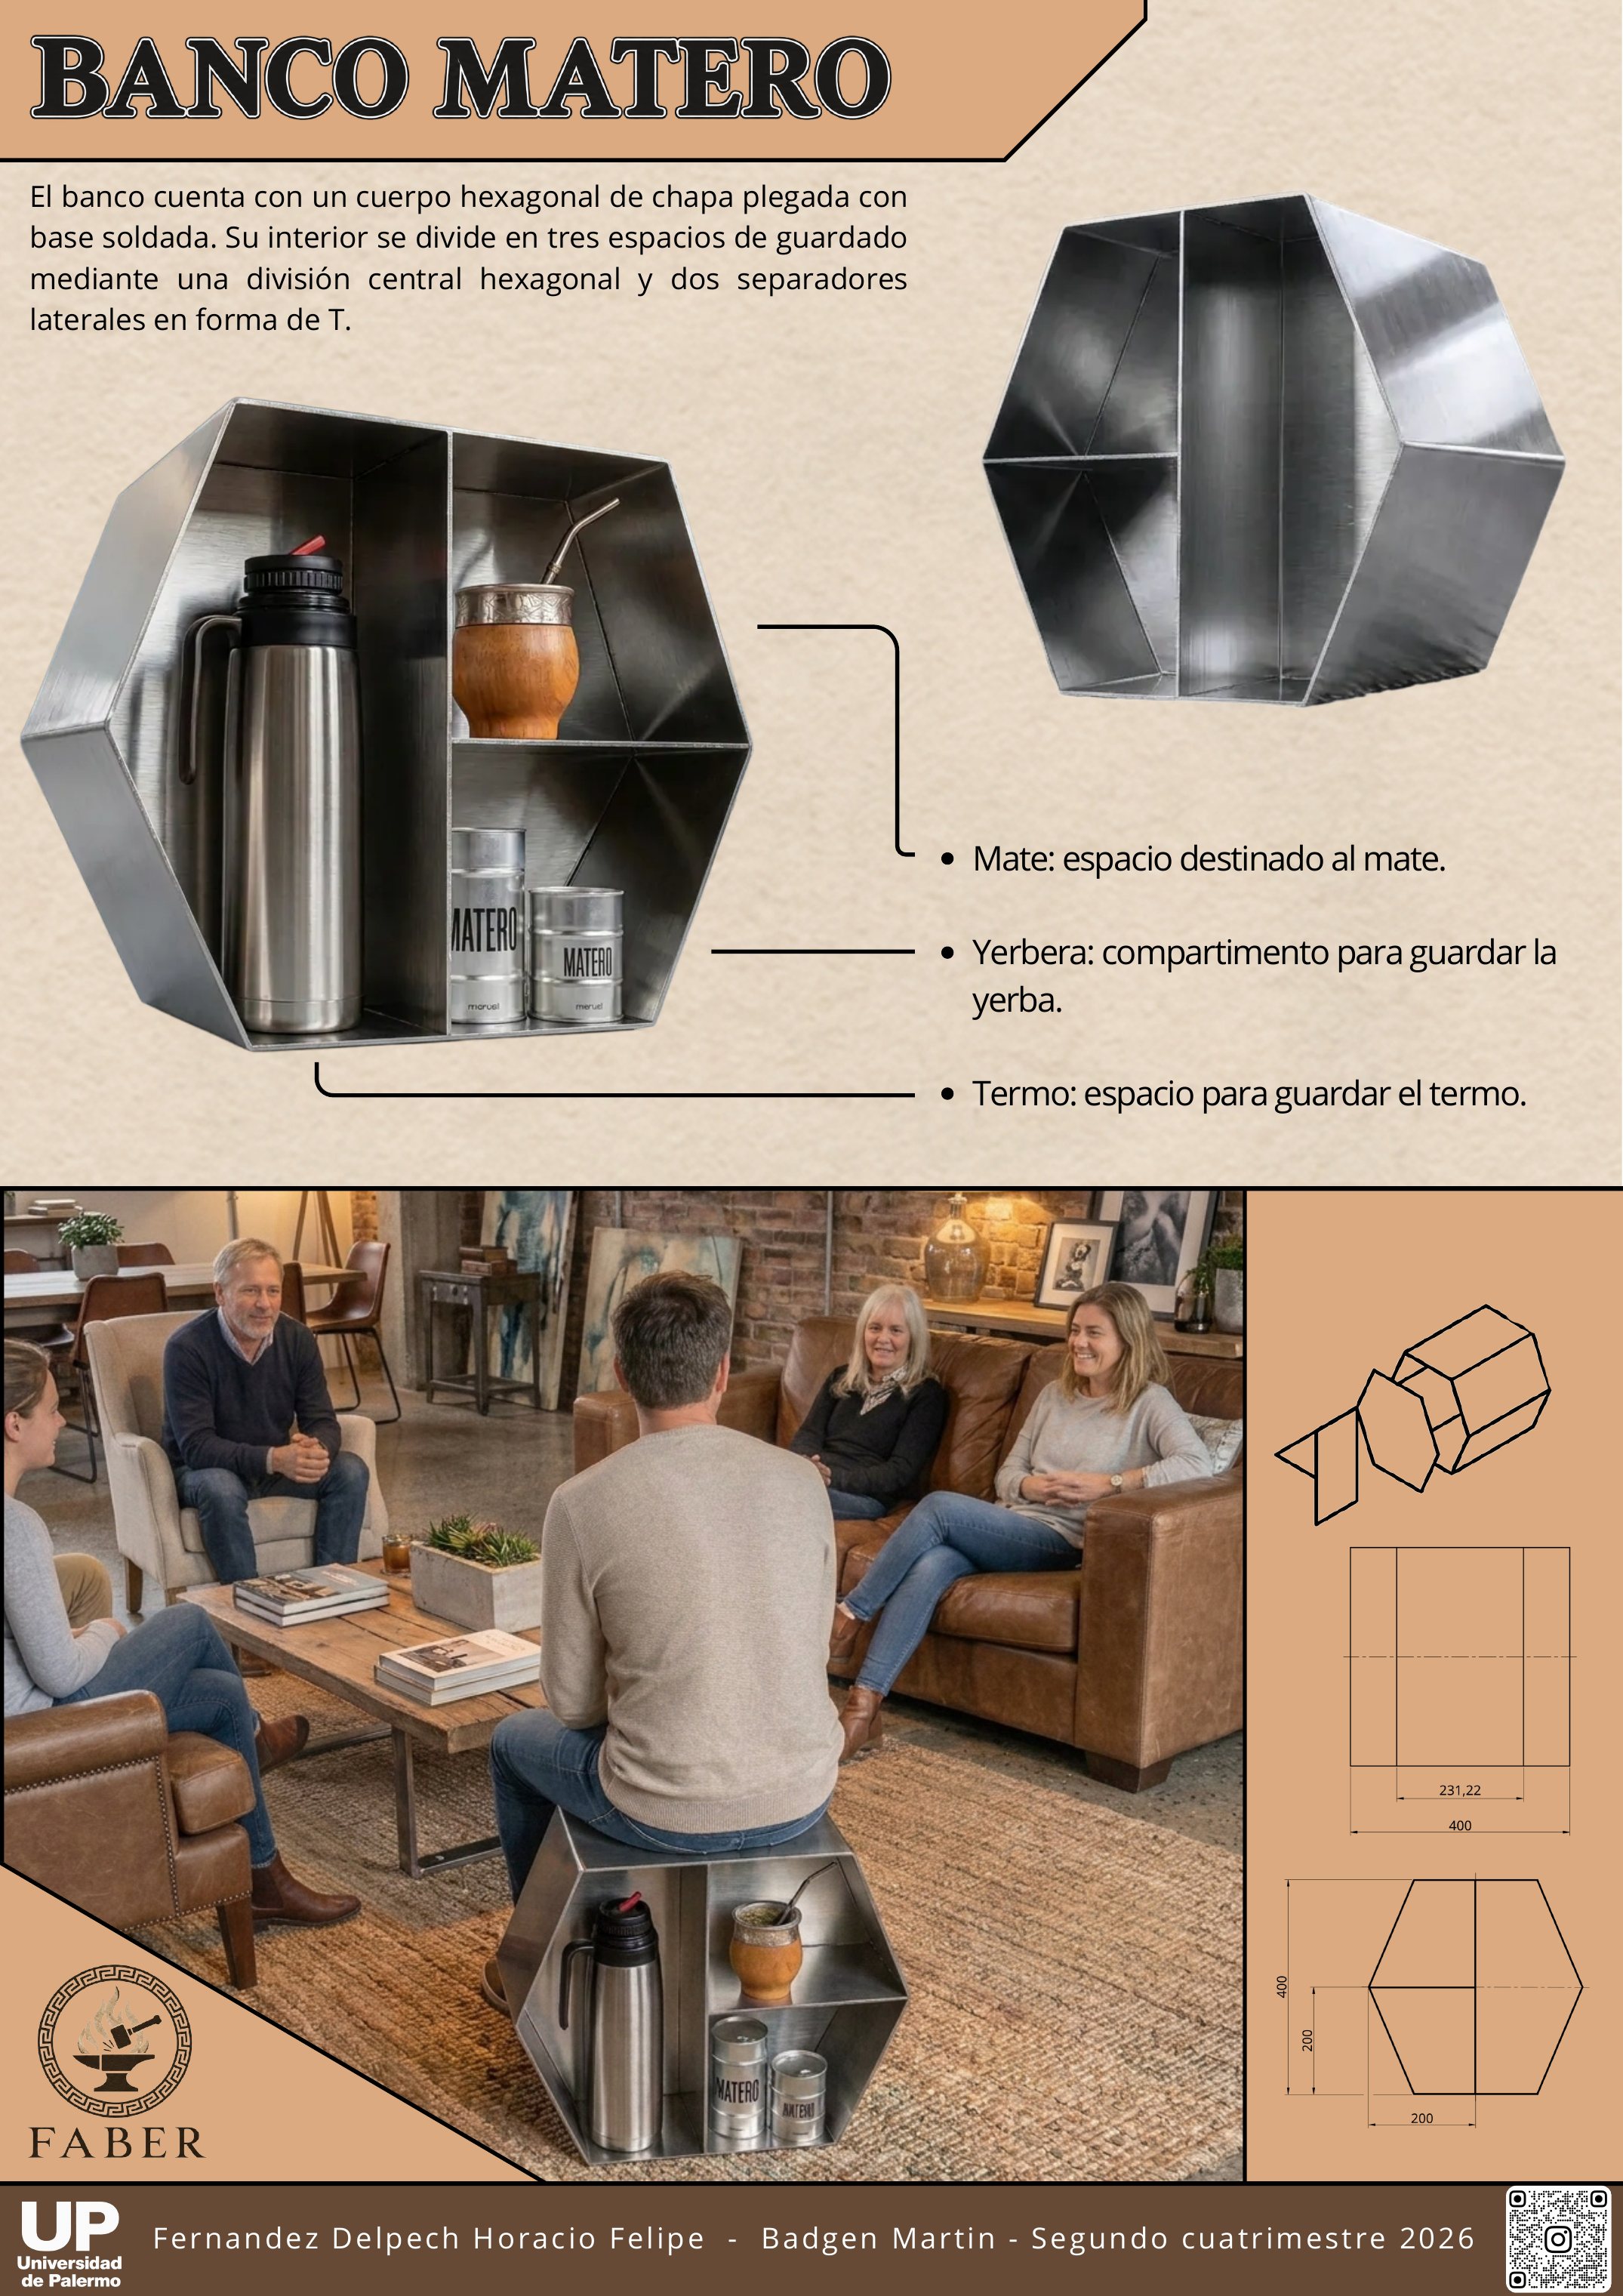 BANCO MATERO
El banco cuenta con un cuerpo hexagonal de chapa plegada con
base soldada. Su interior se divide en tres espacios de guardado
mediante una división central hexagonal y dos separadores
laterales en forma de T.
MATERO
MATERO
meruel
• Mate: espacio destinado al mate.
• Yerbera: compartimento para guardar la
yerba.
• Termo: espacio para guardar el termo.
231,22
400
400
200
200
MATERO
FABER
UP
Universidad
de Palermo
Fernandez Delpech Horacio Felipe - Badgen Martin - Segundo cuatrimestre 2026